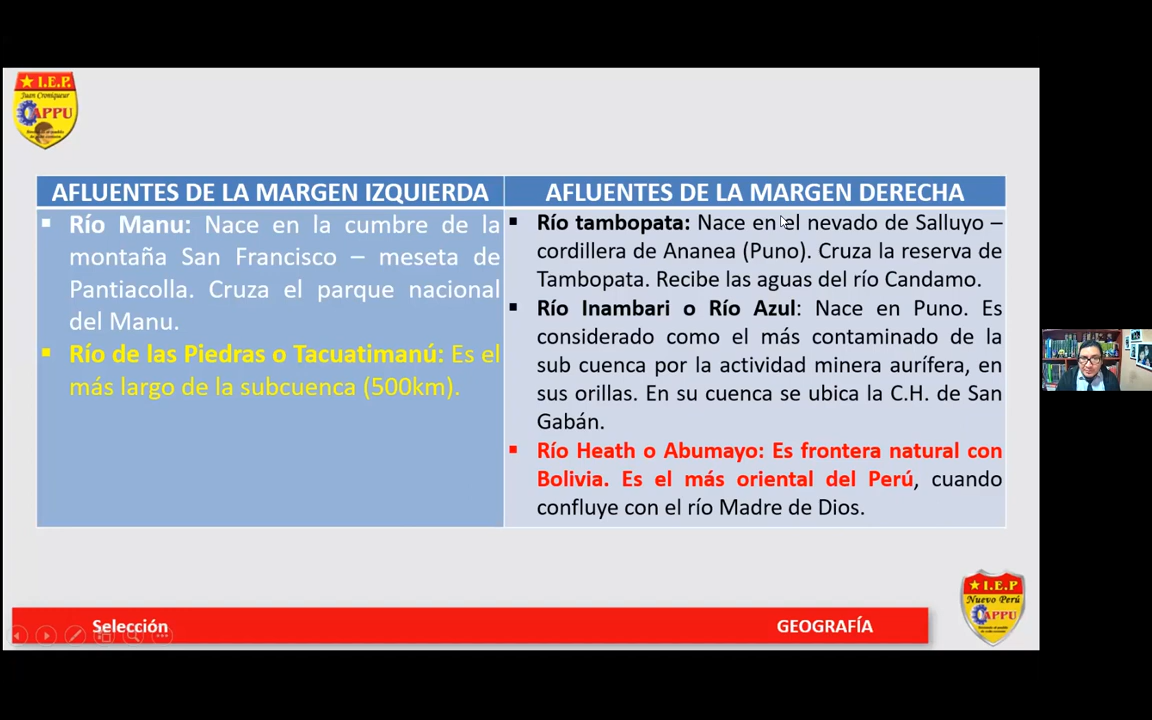 I.E.P.
Juan Croniqueur
CAPPU
AFLUENTES DE LA MARGEN IZQUIERDA
Río Manu: Nace en la cumbre de la
montaña San Francisco – meseta de
Pantiacolla. Cruza el parque nacional
del Manu.
Río de las Piedras o Tacuatimanú: Es el
más largo de la subcuenca (500km).
AFLUENTES DE LA MARGEN DERECHA
Río tambopata: Nace en el nevado de Salluyo –
cordillera de Ananea (Puno). Cruza la reserva de
Tambopata. Recibe las aguas del río Candamo.
Río Inambari o Río Azul: Nace en Puno. Es
considerado como el más contaminado de la
sub cuenca por la actividad minera aurífera, en
sus orillas. En su cuenca se ubica la C.H. de San
Gabán.
Río Heath o Abumayo: Es frontera natural con
Bolivia. Es el más oriental del Perú, cuando
confluye con el río Madre de Dios.
I.E.P
Nuevo Perú
CAPPU
Selección
GEOGRAFÍA